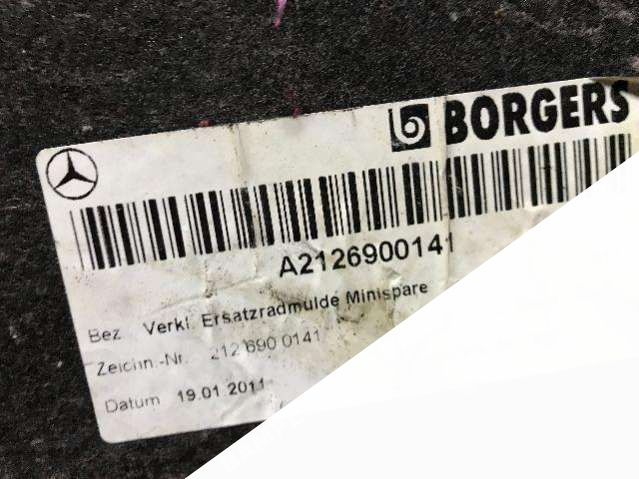 BORGERS
A2126900141
Bez Verkl. Ersatzradmulde Minispare
Zeichn.-Nr. 212 690 0141
Datum 19.01.2011